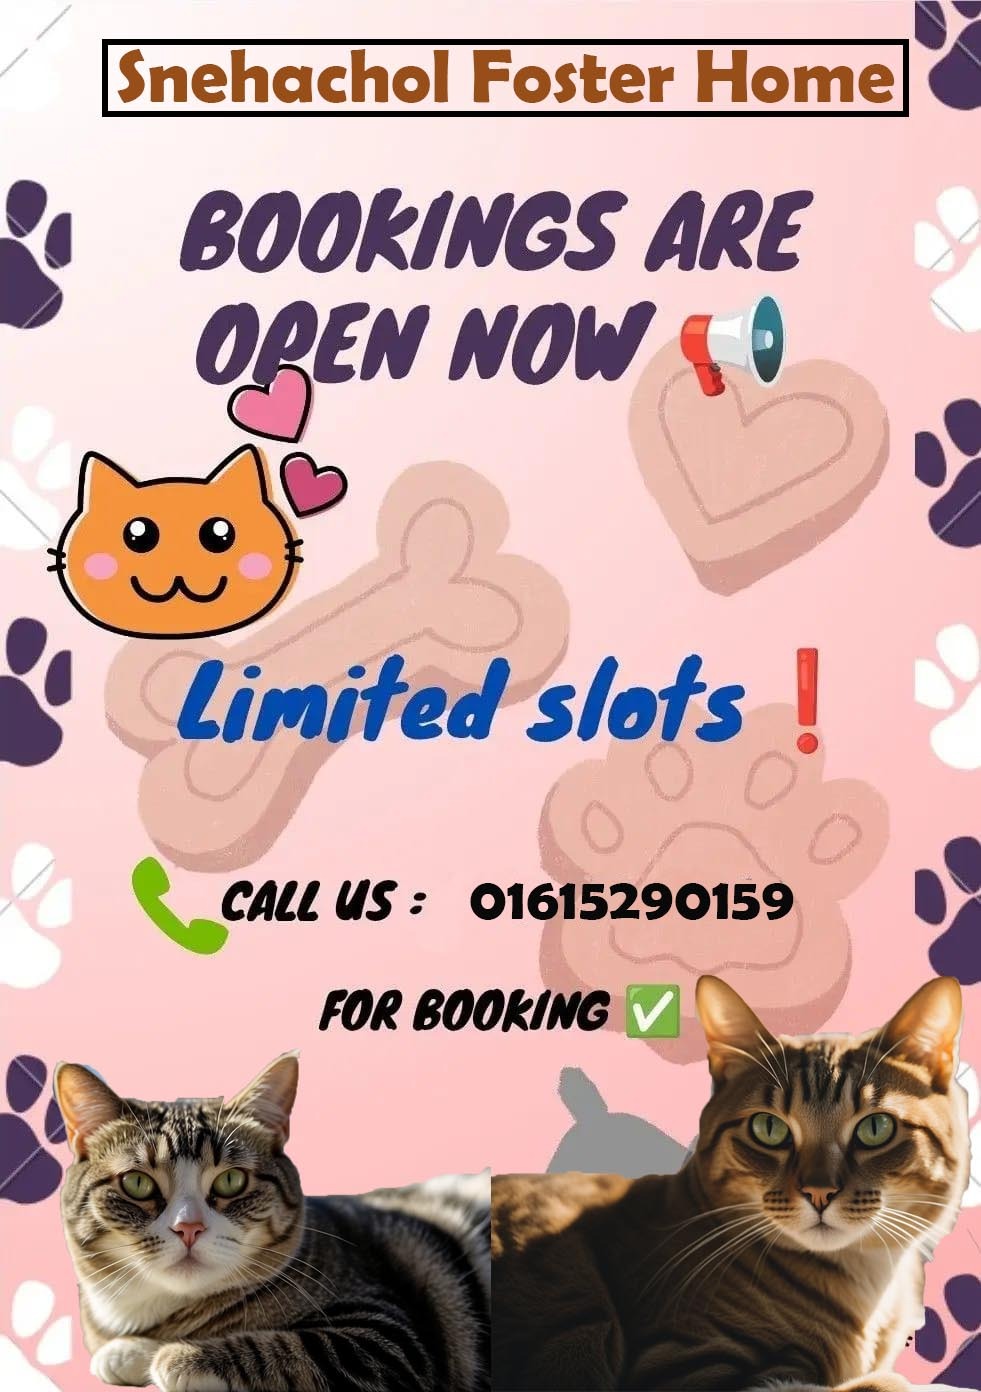 Snehachol Foster Home
BOOKINGS ARE
OPEN NOW
Limited slots
CALL US : 01615290159
FOR BOOKING